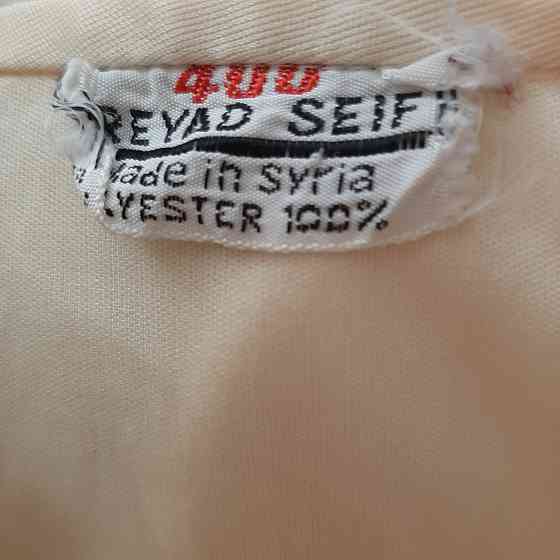 400
REYAD SEIF
Made in Syria
LYESTER 100%